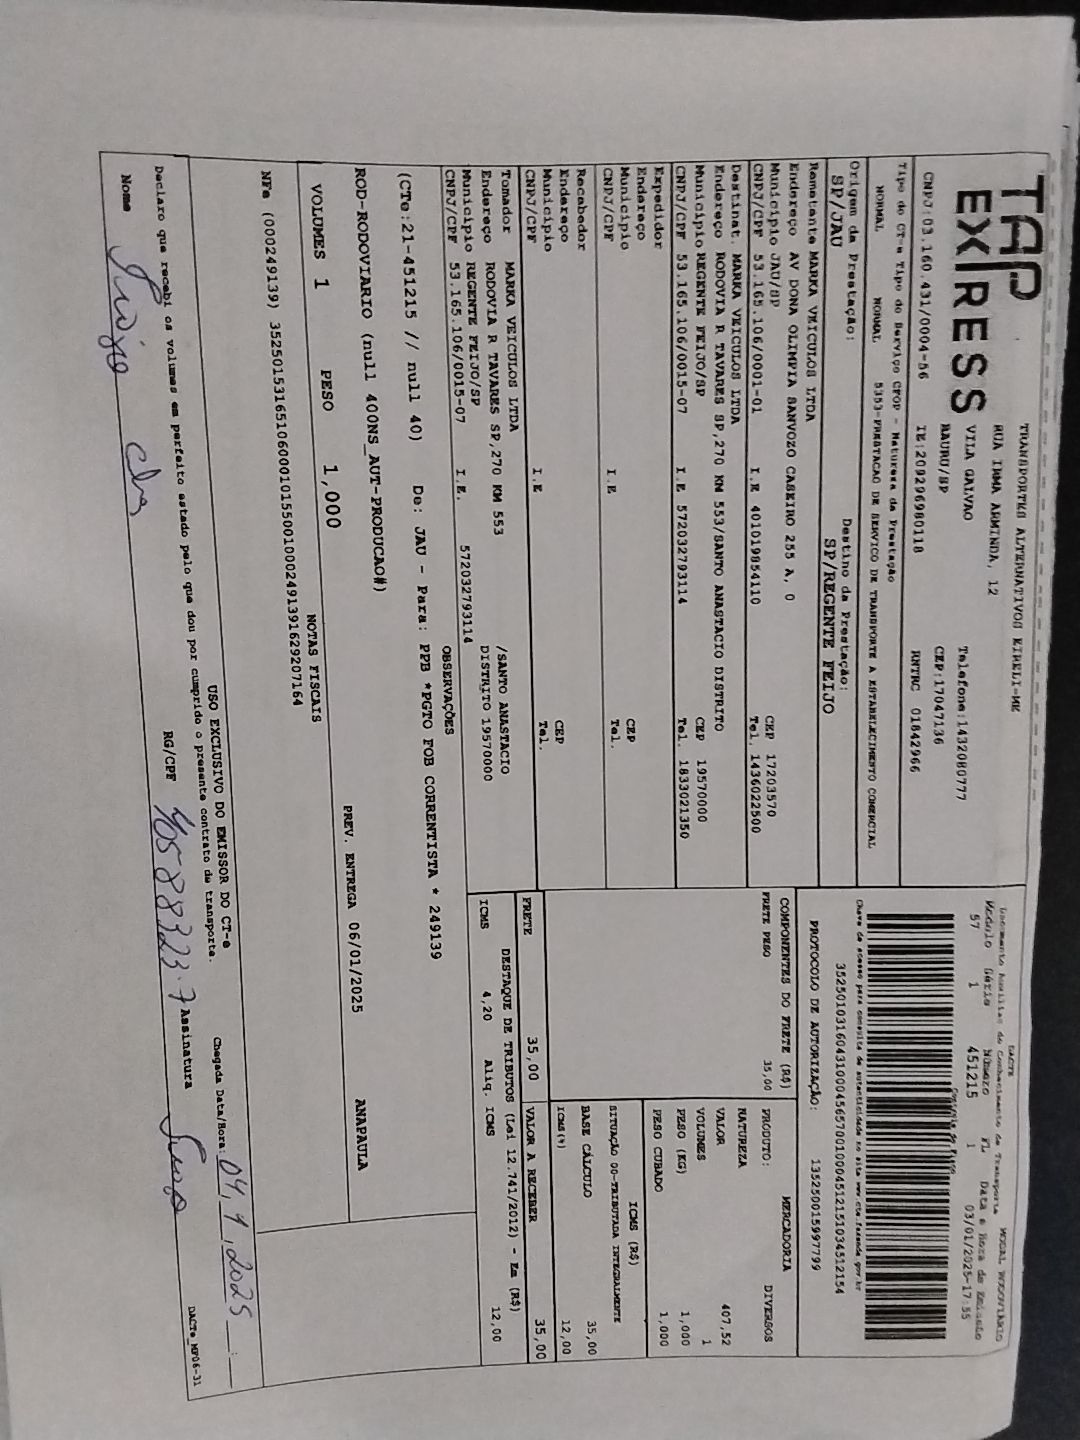 TAP
EXPRESS
TRANSPORTES ALTERNATIVOS EIRELI-ME
RUA IRMA ARMINDA, 12
VILA GALVAO
BAURU/SP
Telefone:1432080777
CEP:17047136
CNPJ:03.160.431/0004-56 IE:209296980118 RNTRC 01842966
DACTE
Documento Auxiliar do Conhecimento de Transporte MODAL RODOVIÁRIO
Modulo Série Número FL Data e Hora de Emissão
57 1 451215 1 03/01/2025-17:55
Controle do Fisco
Chave de acesso para consulta de autenticidade no site www.cte.fazenda.gov.br
35250103160431000456570010004512151034512154
PROTOCOLO DE AUTORIZAÇÃO: 135250015997799
Tipo do CT-e Tipo do Serviço CFOP - Natureza da Prestação
NORMAL NORMAL 5353-PRESTACAO DE SERVICO DE TRANSPORTE A ESTABELECIMENTO COMERCIAL
Origem da Prestação: Destino da Prestação:
SP/JAU SP/REGENTE FEIJO
Remetente MARKA VEICULOS LTDA
Endereço AV DONA OLIMPIA SANVOZO CASEIRO 255 A, 0
Município JAU/SP CEP 17203570
CNPJ/CPF 53.165.106/0001-01 I.E 401019854110 Tel. 1436022500
Destinat. MARKA VEICULOS LTDA
Endereço RODOVIA R TAVARES SP,270 KM 553/SANTO ANASTACIO DISTRITO
Município REGENTE FEIJO/SP CEP 19570000
CNPJ/CPF 53.165.106/0015-07 I.E 572032793114 Tel. 1833021350
Expedidor
Endereço
Município CEP
CNPJ/CPF I.E Tel.
Recebedor
Endereço
Município CEP
CNPJ/CPF I.E Tel.
Tomador MARKA VEICULOS LTDA
Endereço RODOVIA R TAVARES SP,270 KM 553 /SANTO ANASTACIO
Município REGENTE FEIJO/SP DISTRITO 19570000
CNPJ/CPF 53.165.106/0015-07 I.E. 572032793114
COMPONENTES DO FRETE (R$)
FRETE PESO 35,00
PRODUTO: MERCADORIA
NATUREZA DIVERSOS
VALOR 407,52
VOLUMES 1
PESO (KG) 1,000
PESO CUBADO 1,000
ICMS (R$)
SITUAÇÃO 00-TRIBUTADA INTEGRALMENTE
BASE CÁLCULO 35,00
ICMS(%) 12,00
FRETE 35,00 VALOR A RECEBER 35,00
DESTAQUE DE TRIBUTOS (Lei 12.741/2012) - Em (R$)
ICMS 4,20 Aliq. ICMS 12,00
OBSERVAÇÕES
(CTe:21-451215 // null 40) De: JAU - Para: PPB *PGTO FOB CORRENTISTA * 249139
ROD-RODOVIARIO (null 400NS_AUT-PRODUCAO#)
PREV. ENTREGA 06/01/2025 ANAPAULA
VOLUMES 1 PESO 1,000
NOTAS FISCAIS
NFe (000249139) 35250153165106000101550010002491391629207164
USO EXCLUSIVO DO EMISSOR DO CT-e
Declaro que recebi os volumes em perfeito estado pelo que dou por cumprido o presente contrato de transporte.
Chegada Data/Hora: 04,1,2025 :
Nome RG/CPF Assinatura
DACTe_MF06-31